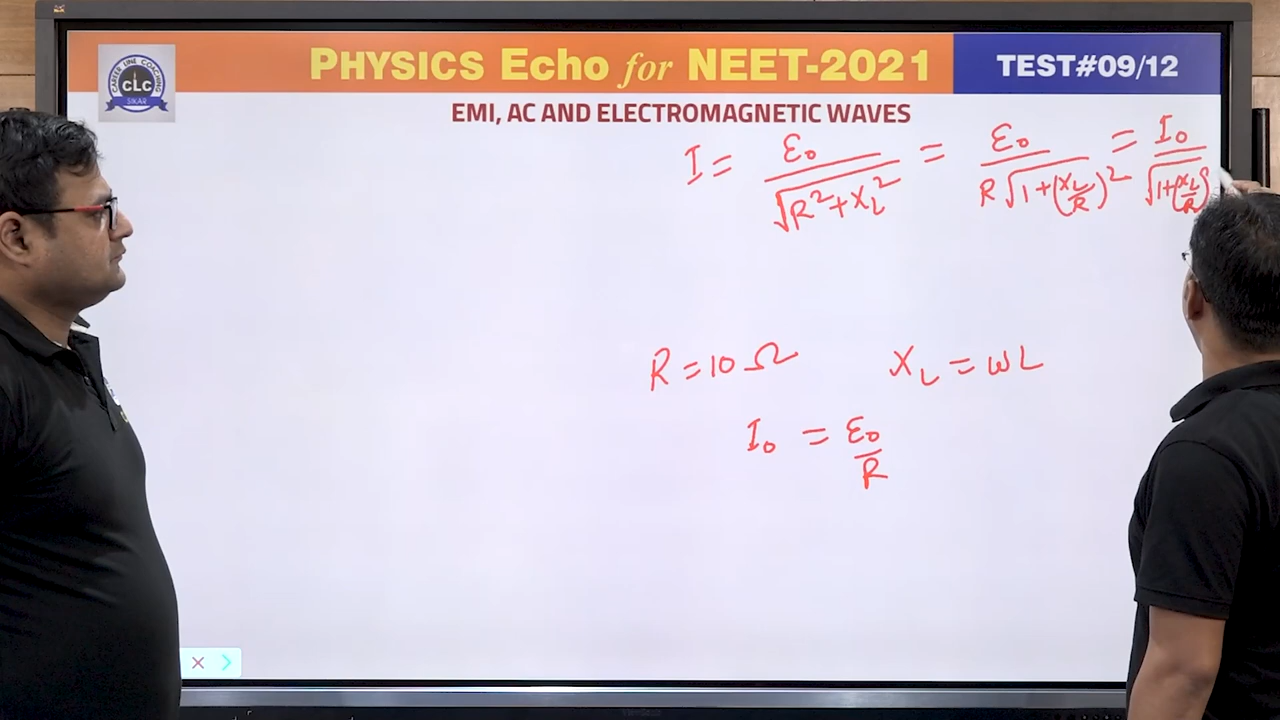 PHYSICS Echo for NEET-2021
TEST#09/12
CAREER LINE COACHING
CLC
SIKAR
EMI, AC AND ELECTROMAGNETIC WAVES
I = ε₀/√(R²+X_L²) = ε₀/(R√(1+(X_L/R)²)) = I₀/√(1+(X_L/R)²)
R = 10 Ω X_L = ωL
I₀ = ε₀/R